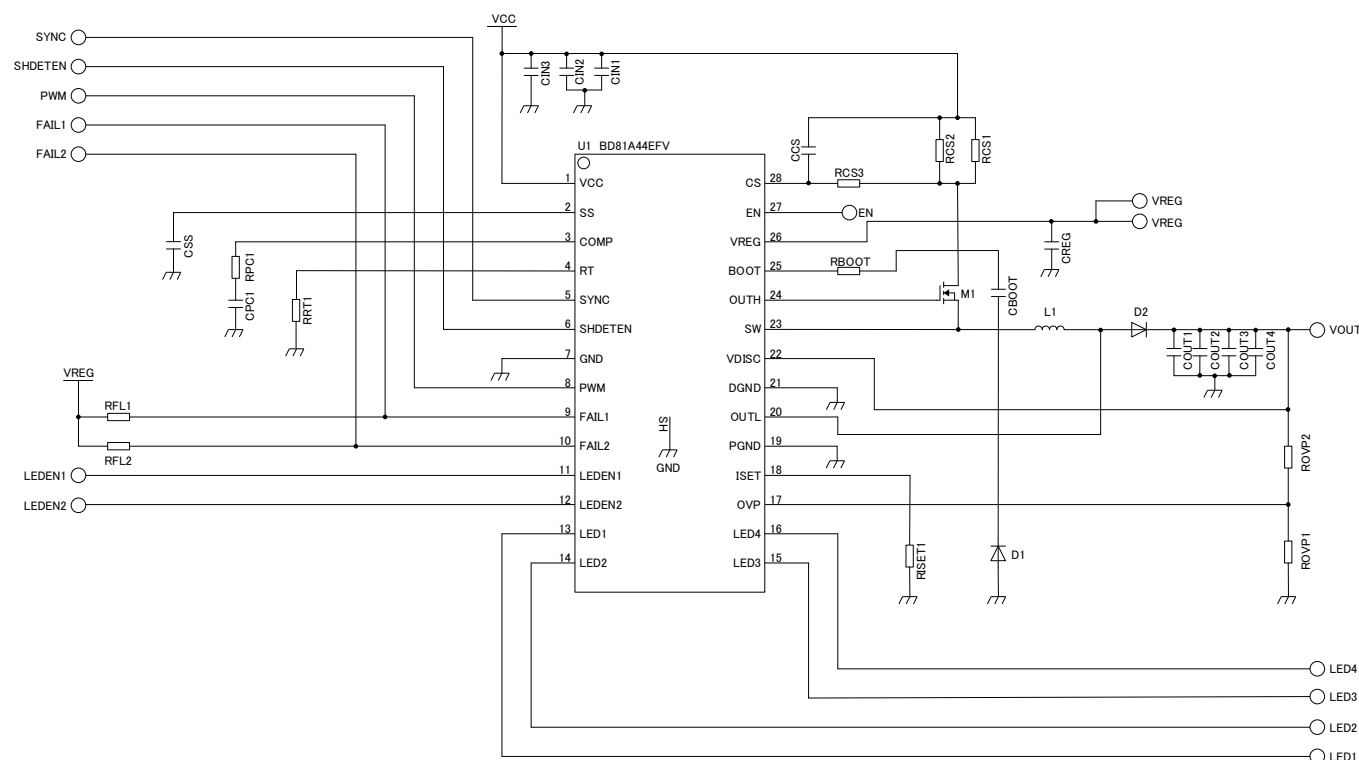 VCC
SYNC
SHDETEN
PWM
FAIL1
FAIL2
CIN3
CIN2
CIN1
CCS
RCS2
RCS1
RCS3
U1 BD81A44EFV
1 VCC
2 SS
3 COMP
4 RT
5 SYNC
6 SHDETEN
7 GND
8 PWM
9 FAIL1
10 FAIL2
11 LEDEN1
12 LEDEN2
13 LED1
14 LED2
CS 28
EN 27
VREG 26
BOOT 25
OUTH 24
SW 23
VDISC 22
DGND 21
OUTL 20
PGND 19
ISET 18
OVP 17
LED4 16
LED3 15
HS
GND
CSS
RPC1
CPC1
RRT1
VREG
RFL1
RFL2
LEDEN1
LEDEN2
EN
VREG
VREG
CREG
RBOOT
CBOOT
M1
L1
D2
VOUT
COUT1
COUT2
COUT3
COUT4
ROVP2
ROVP1
RISET1
D1
LED4
LED3
LED2
LED1